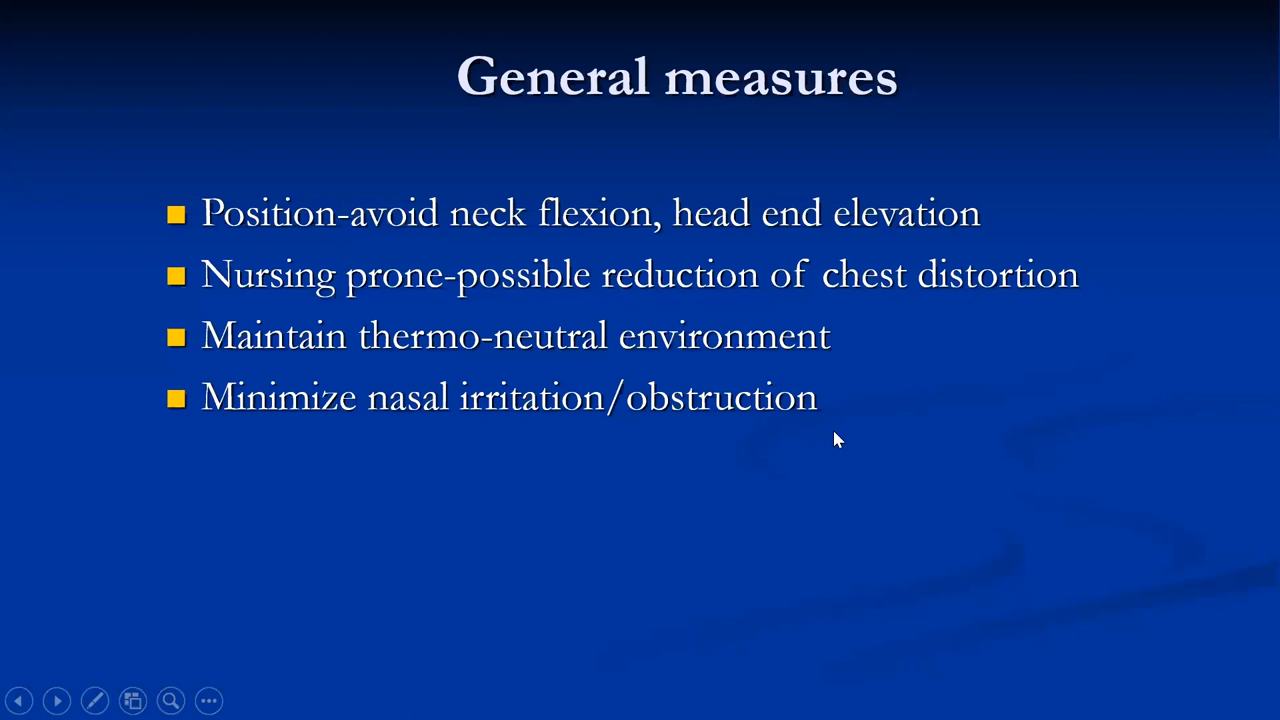 General measures
Position-avoid neck flexion, head end elevation
Nursing prone-possible reduction of chest distortion
Maintain thermo-neutral environment
Minimize nasal irritation/obstruction